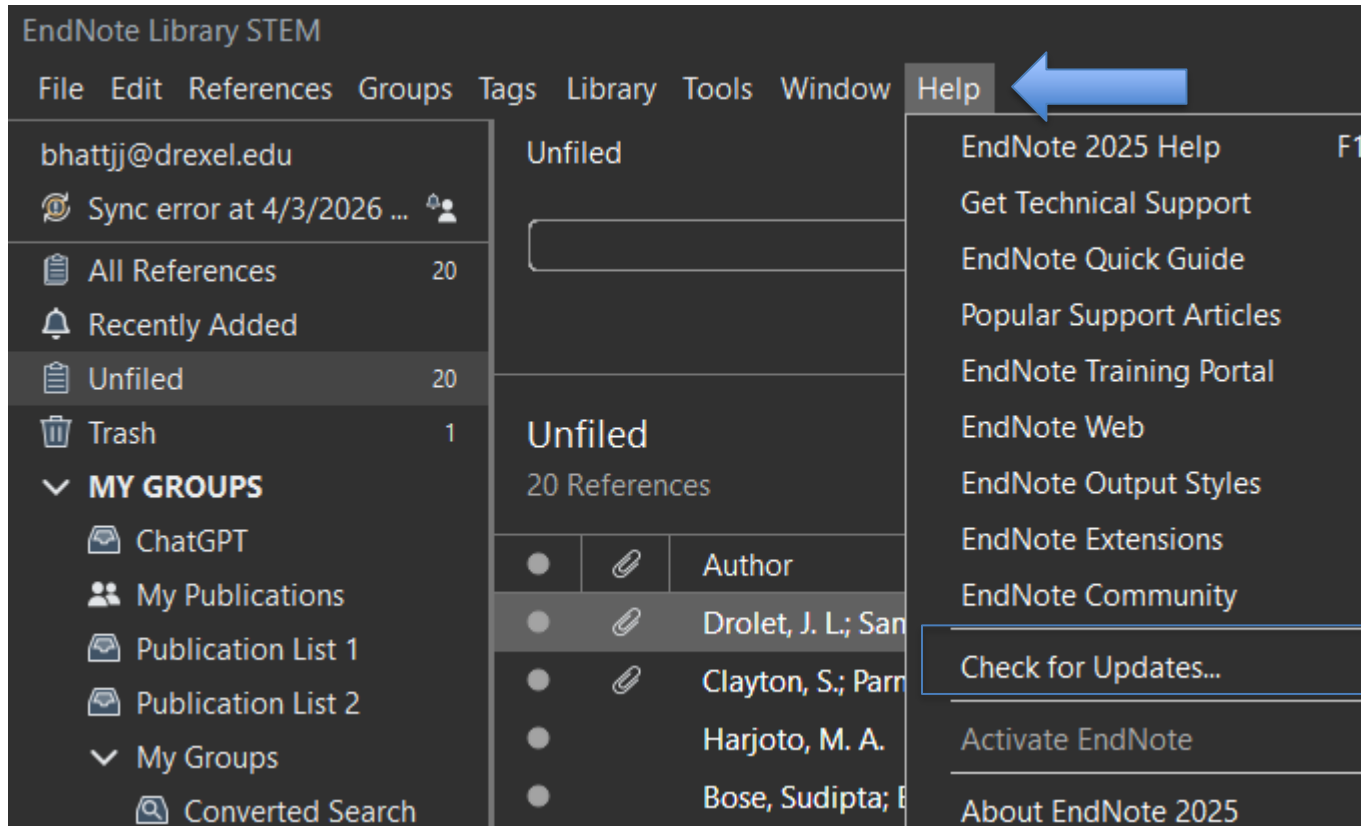 EndNote Library STEM
File Edit References Groups Tags Library Tools Window Help
bhattjj@drexel.edu
Sync error at 4/3/2026 ...
All References 20
Recently Added
Unfiled 20
Trash 1
MY GROUPS
ChatGPT
My Publications
Publication List 1
Publication List 2
My Groups
Converted Search
Unfiled
Unfiled
20 References
Author
Drolet, J. L.; San
Clayton, S.; Parm
Harjoto, M. A.
Bose, Sudipta;
EndNote 2025 Help F1
Get Technical Support
EndNote Quick Guide
Popular Support Articles
EndNote Training Portal
EndNote Web
EndNote Output Styles
EndNote Extensions
EndNote Community
Check for Updates...
Activate EndNote
About EndNote 2025